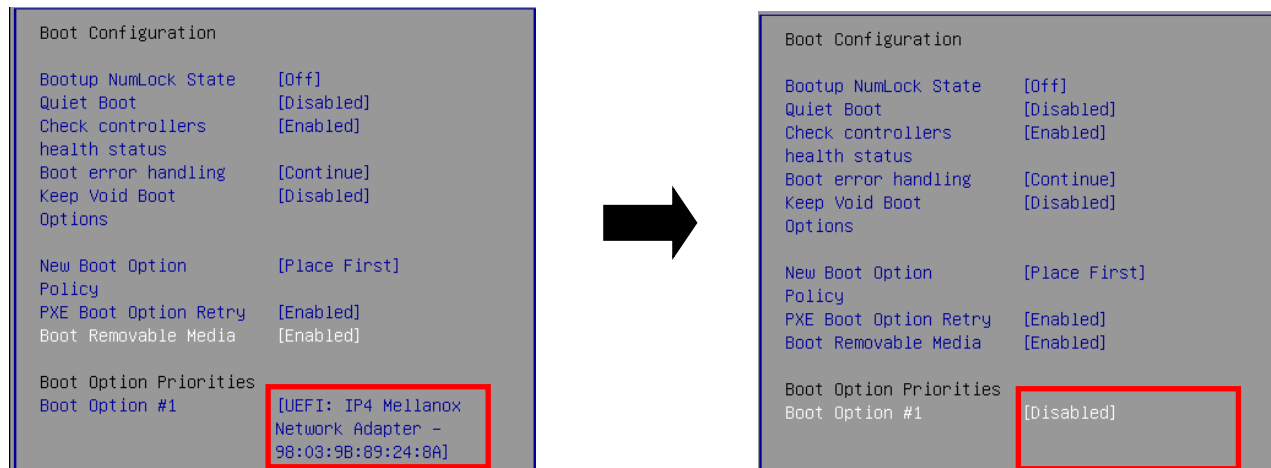 Boot Configuration
Bootup NumLock State [Off]
Quiet Boot [Disabled]
Check controllers [Enabled]
health status
Boot error handling [Continue]
Keep Void Boot [Disabled]
Options
New Boot Option [Place First]
Policy
PXE Boot Option Retry [Enabled]
Boot Removable Media [Enabled]
Boot Option Priorities
Boot Option #1 [UEFI: IP4 Mellanox
Network Adapter -
98:03:9B:89:24:8A]
Boot Configuration
Bootup NumLock State [Off]
Quiet Boot [Disabled]
Check controllers [Enabled]
health status
Boot error handling [Continue]
Keep Void Boot [Disabled]
Options
New Boot Option [Place First]
Policy
PXE Boot Option Retry [Enabled]
Boot Removable Media [Enabled]
Boot Option Priorities
Boot Option #1 [Disabled]